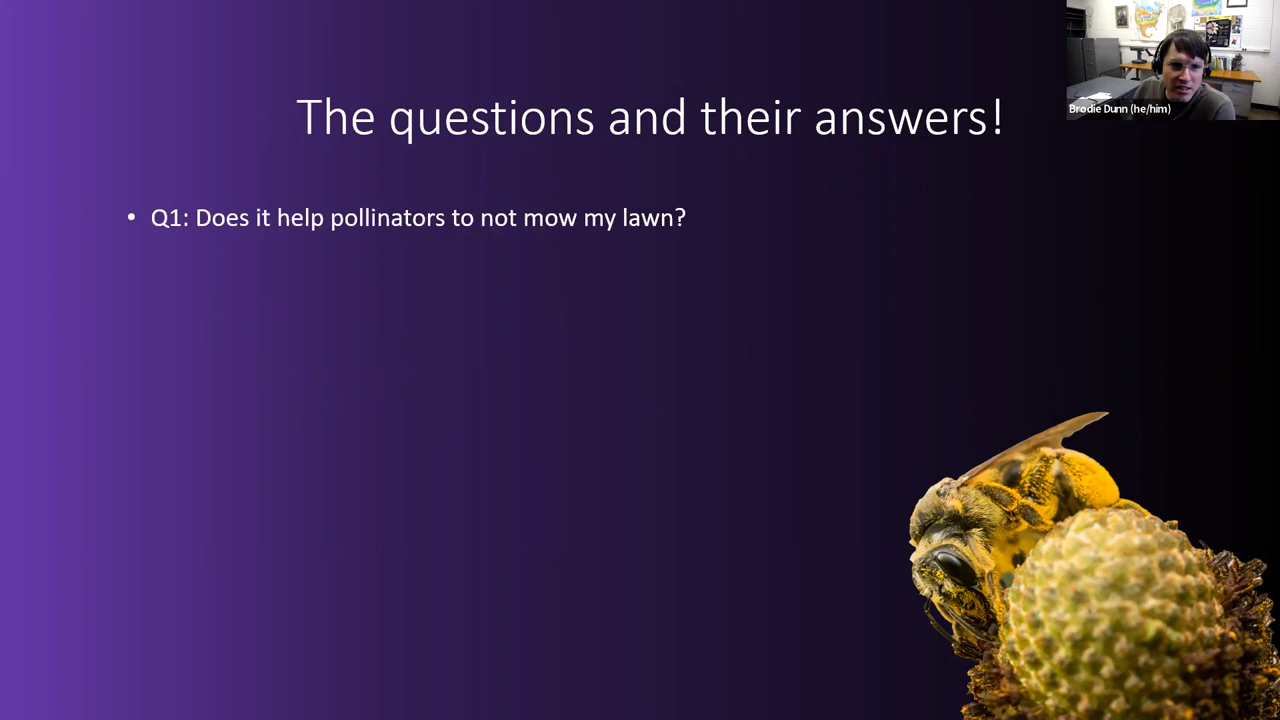 The questions and their answers!
Brodie Dunn (he/him)
• Q1: Does it help pollinators to not mow my lawn?